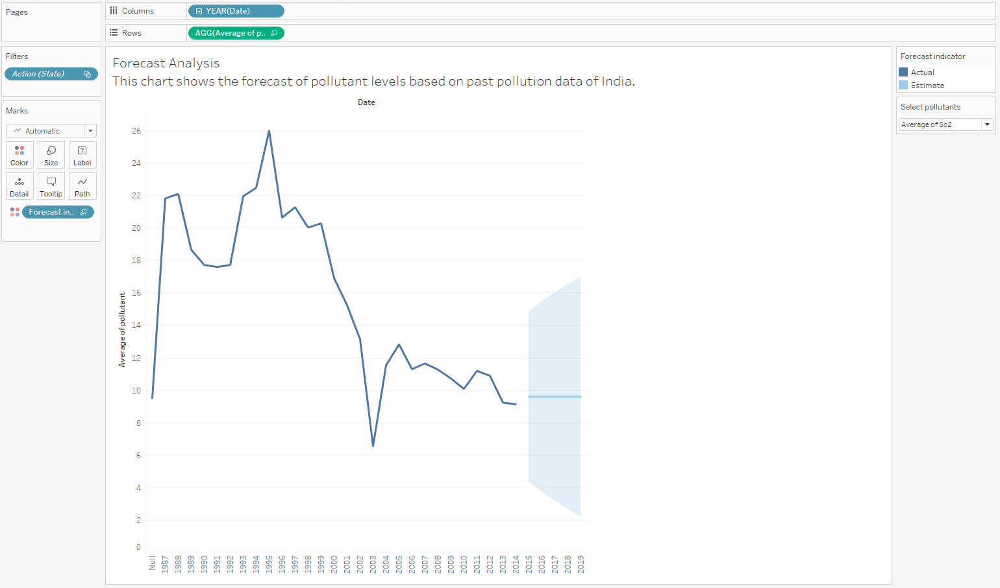 Pages
Columns
YEAR(Date)
Rows
AGG(Average of p..
Filters
Action (State)
Marks
Automatic
Color
Size
Label
Detail
Tooltip
Path
Forecast in..
Forecast Analysis
This chart shows the forecast of pollutant levels based on past pollution data of India.
Date
Average of pollutant
26
24
22
20
18
16
14
12
10
8
6
4
2
0
Null
1987
1988
1989
1990
1991
1992
1993
1994
1995
1996
1997
1998
1999
2000
2001
2002
2003
2004
2005
2006
2007
2008
2009
2010
2011
2012
2013
2014
2015
2016
2017
2018
2019
Forecast indicator
Actual
Estimate
Select pollutants
Average of So2